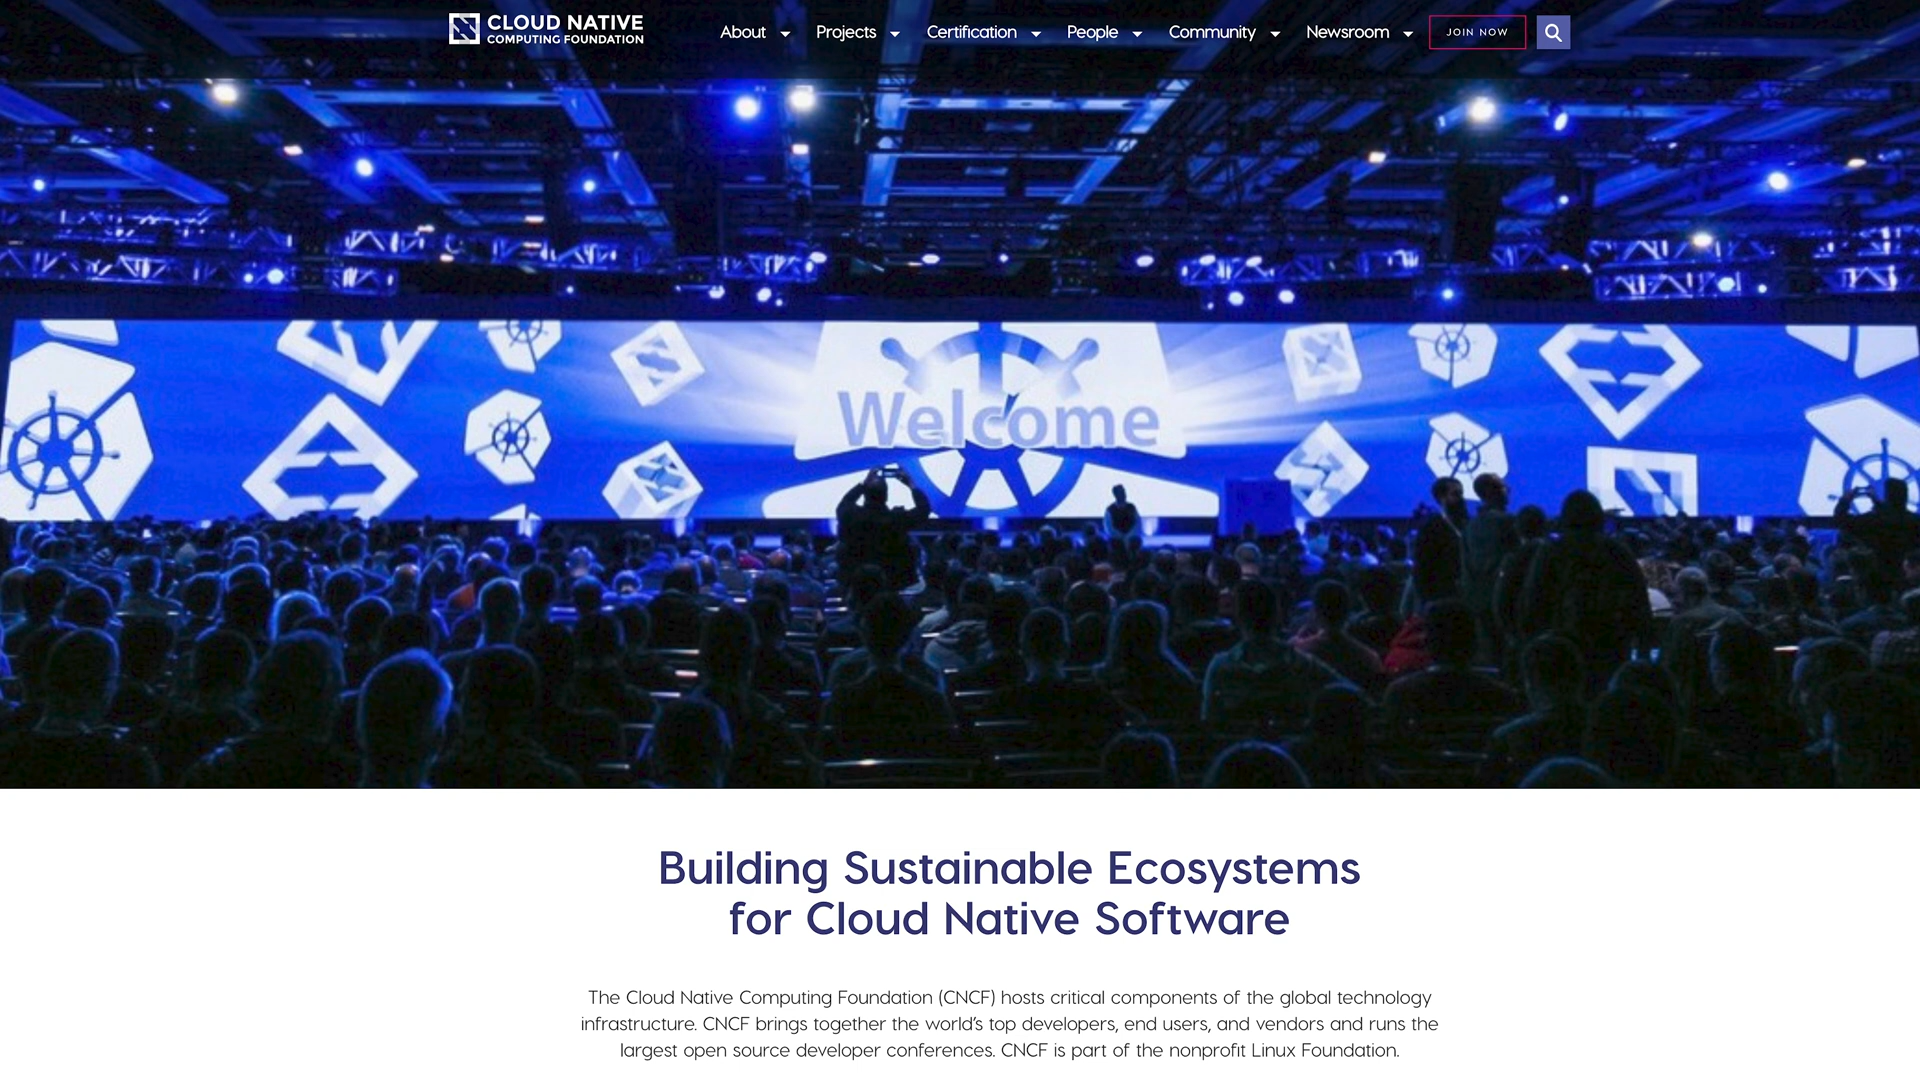 CLOUD NATIVE
COMPUTING FOUNDATION
About
Projects
Certification
People
Community
Newsroom
JOIN NOW
Welcome
Building Sustainable Ecosystems
for Cloud Native Software
The Cloud Native Computing Foundation (CNCF) hosts critical components of the global technology
infrastructure. CNCF brings together the world’s top developers, end users, and vendors and runs the
largest open source developer conferences. CNCF is part of the nonprofit Linux Foundation.